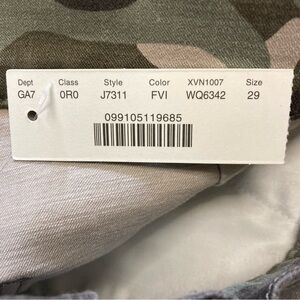 Dept Class Style Color XVN1007 Size
GA7 0R0 J7311 FVI WQ6342 29
099105119685